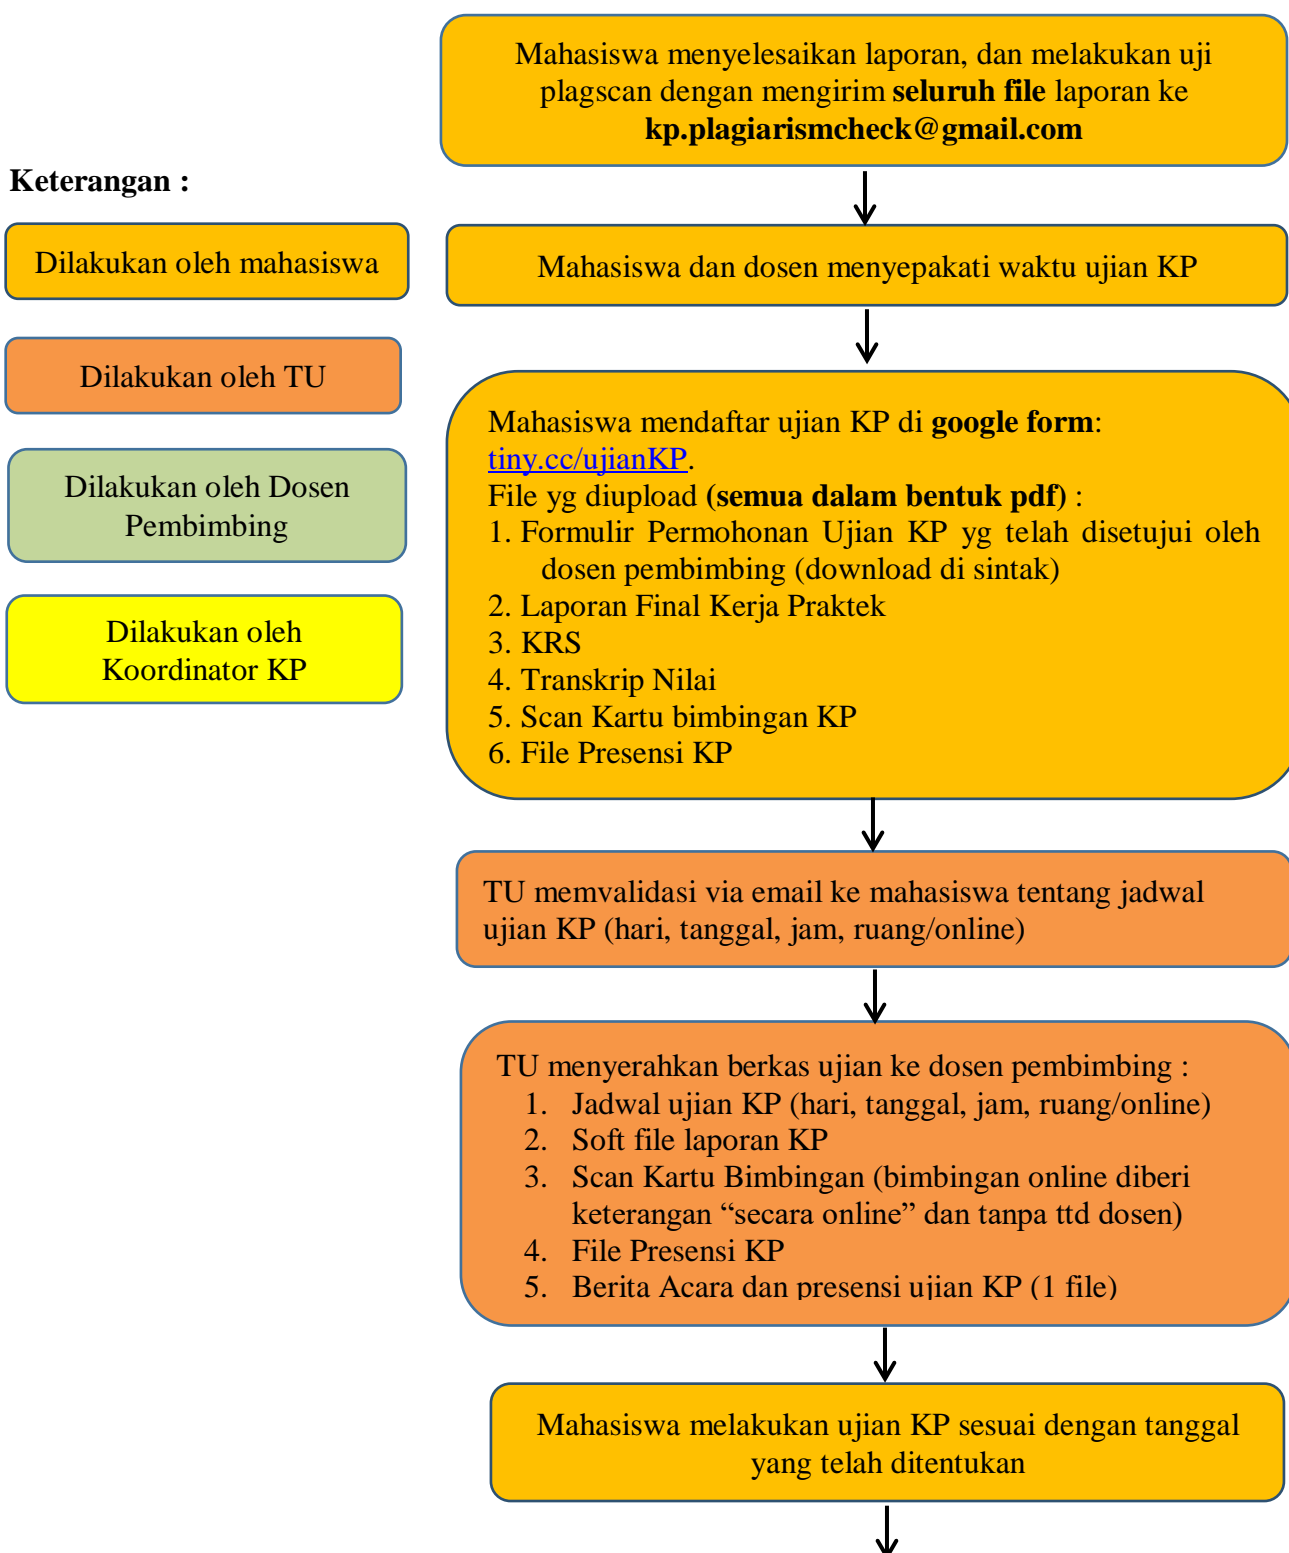 Mahasiswa menyelesaikan laporan, dan melakukan uji
plagscan dengan mengirim seluruh file laporan ke
kp.plagiarismcheck@gmail.com
Keterangan :
Dilakukan oleh mahasiswa
Dilakukan oleh TU
Dilakukan oleh Dosen
Pembimbing
Dilakukan oleh
Koordinator KP
Mahasiswa dan dosen menyepakati waktu ujian KP
Mahasiswa mendaftar ujian KP di google form:
tiny.cc/ujianKP.
File yg diupload (semua dalam bentuk pdf) :
1. Formulir Permohonan Ujian KP yg telah disetujui oleh
dosen pembimbing (download di sintak)
2. Laporan Final Kerja Praktek
3. KRS
4. Transkrip Nilai
5. Scan Kartu bimbingan KP
6. File Presensi KP
TU memvalidasi via email ke mahasiswa tentang jadwal
ujian KP (hari, tanggal, jam, ruang/online)
TU menyerahkan berkas ujian ke dosen pembimbing :
1. Jadwal ujian KP (hari, tanggal, jam, ruang/online)
2. Soft file laporan KP
3. Scan Kartu Bimbingan (bimbingan online diberi
keterangan “secara online” dan tanpa ttd dosen)
4. File Presensi KP
5. Berita Acara dan presensi ujian KP (1 file)
Mahasiswa melakukan ujian KP sesuai dengan tanggal
yang telah ditentukan